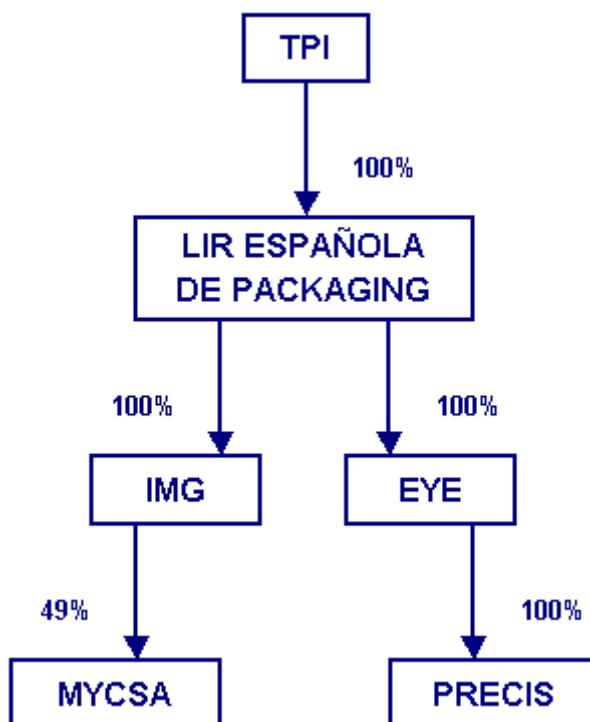 TPI
100%
LIR ESPAÑOLA
DE PACKAGING
100%
100%
IMG
EYE
49%
100%
MYCSA
PRECIS